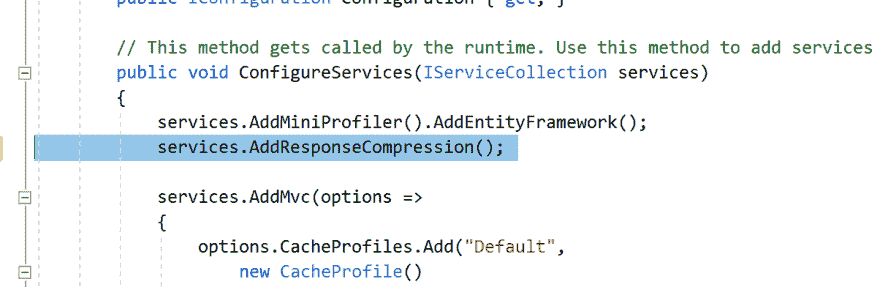 public IConfiguration Configuration { get; }
// This method gets called by the runtime. Use this method to add services
public void ConfigureServices(IServiceCollection services)
{
services.AddMiniProfiler().AddEntityFramework();
services.AddResponseCompression();
services.AddMvc(options =>
{
options.CacheProfiles.Add("Default",
new CacheProfile()